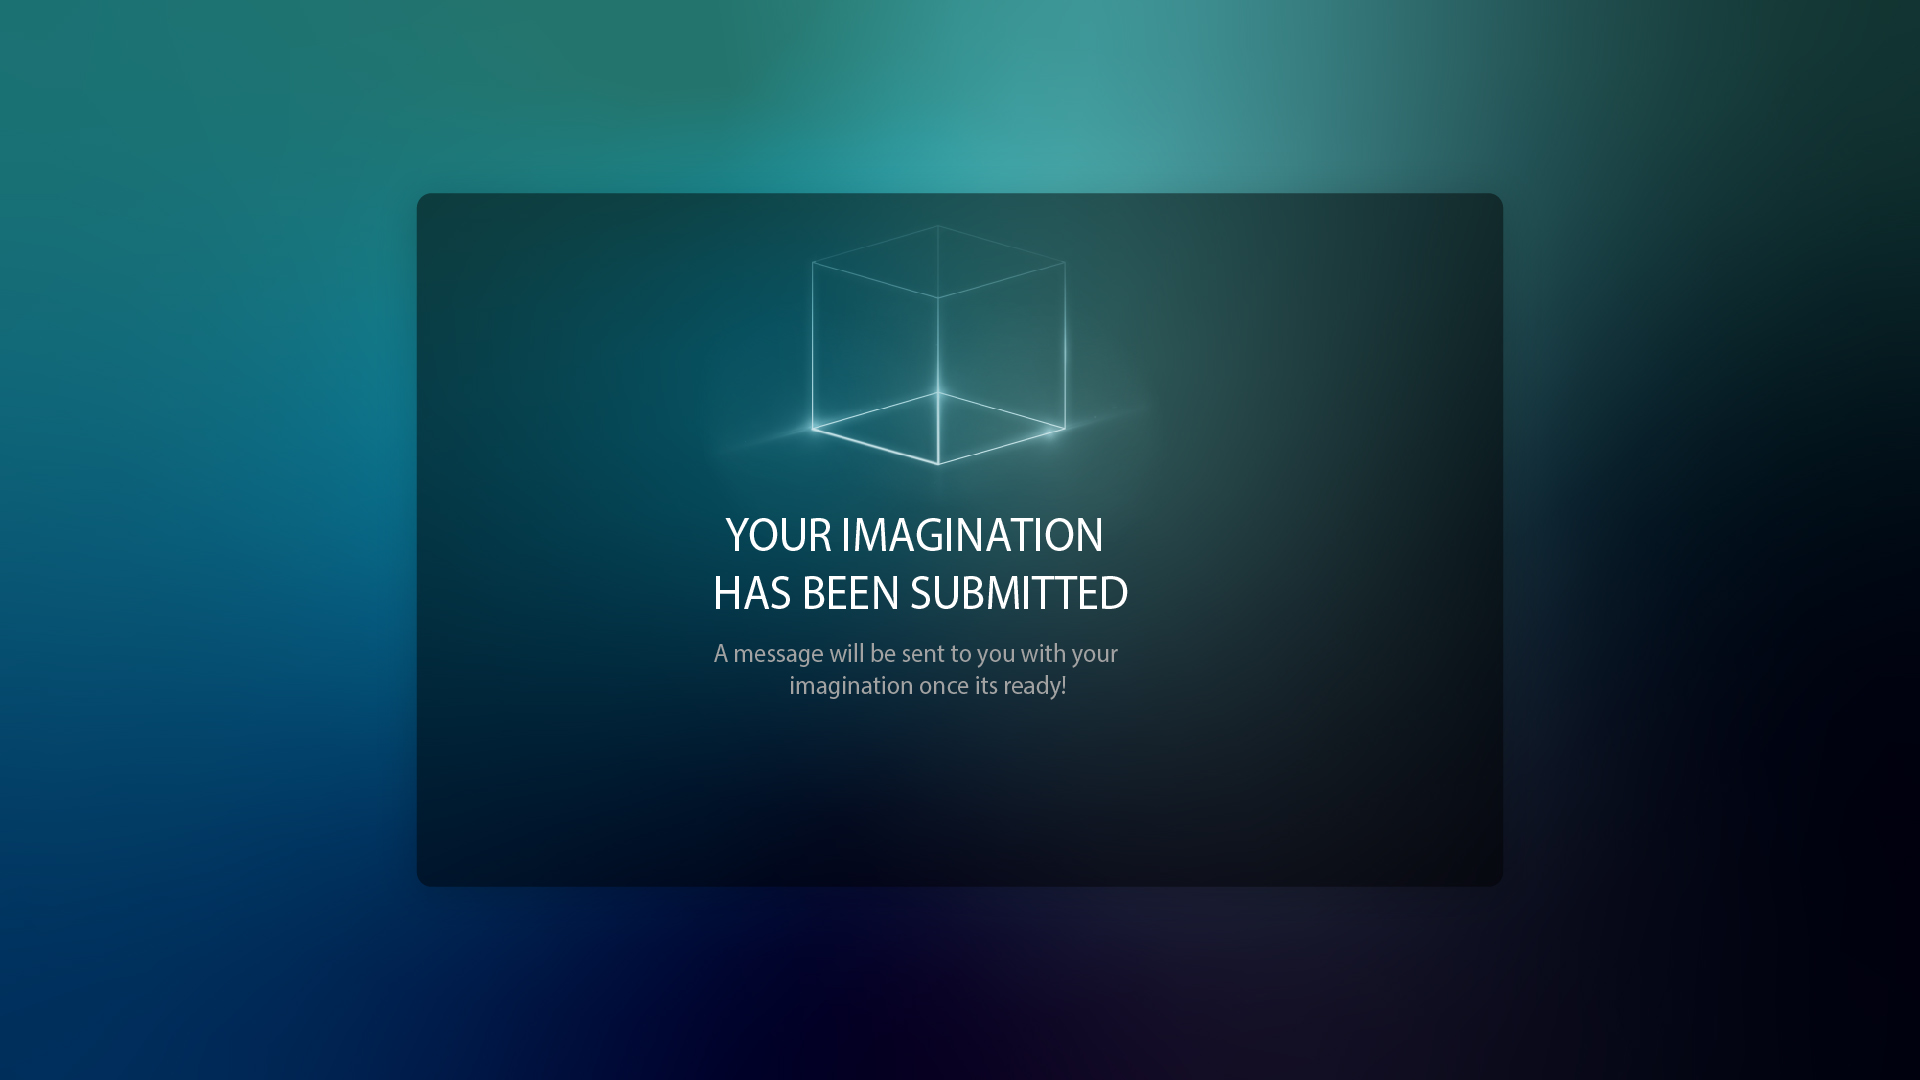 YOUR IMAGINATION
HAS BEEN SUBMITTED
A message will be sent to you with your
imagination once its ready!